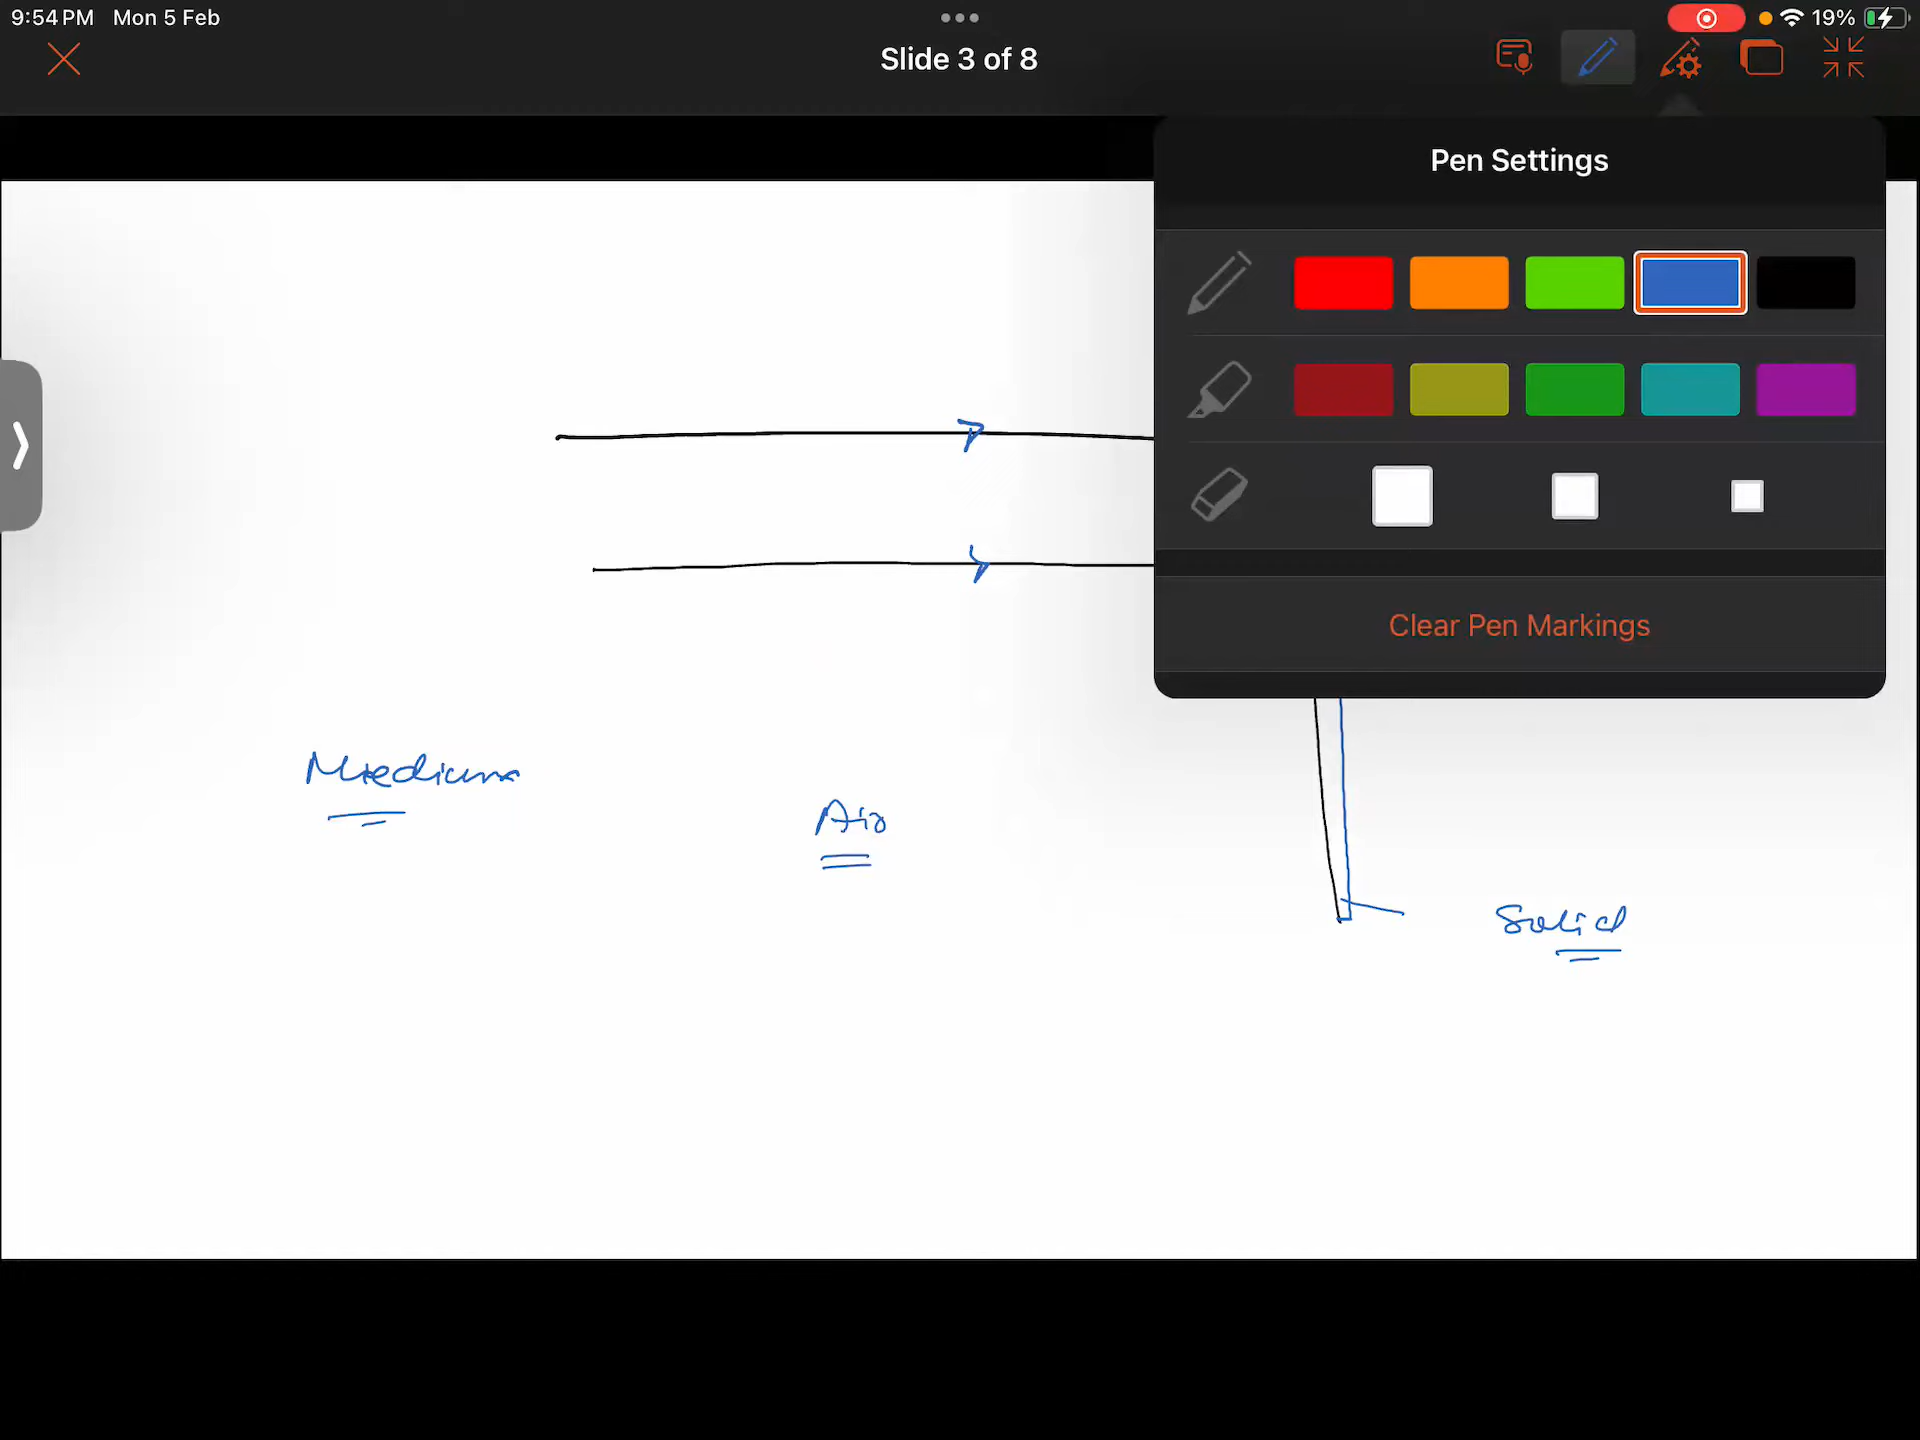 9:54 PM Mon 5 Feb
19%
Slide 3 of 8
Pen Settings
Clear Pen Markings
Medium
Air
Solid